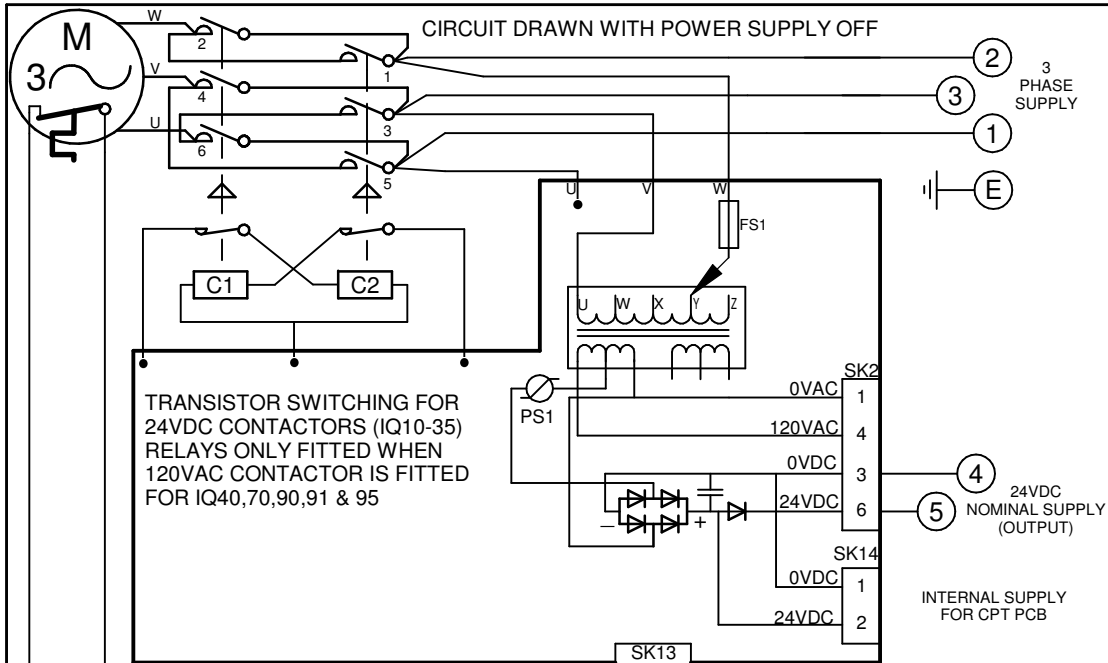 CIRCUIT DRAWN WITH POWER SUPPLY OFF
M
3
W
V
U
2
4
6
1
3
5
2
3
1
E
3
PHASE
SUPPLY
U
V
W
FS1
C1
C2
U
W
X
Y
Z
PS1
TRANSISTOR SWITCHING FOR
24VDC CONTACTORS (IQ10-35)
RELAYS ONLY FITTED WHEN
120VAC CONTACTOR IS FITTED
FOR IQ40,70,90,91 & 95
SK2
0VAC 1
120VAC 4
0VDC 3
24VDC 6
4
5
24VDC
NOMINAL SUPPLY
(OUTPUT)
– +
SK14
0VDC 1
24VDC 2
INTERNAL SUPPLY
FOR CPT PCB
SK13